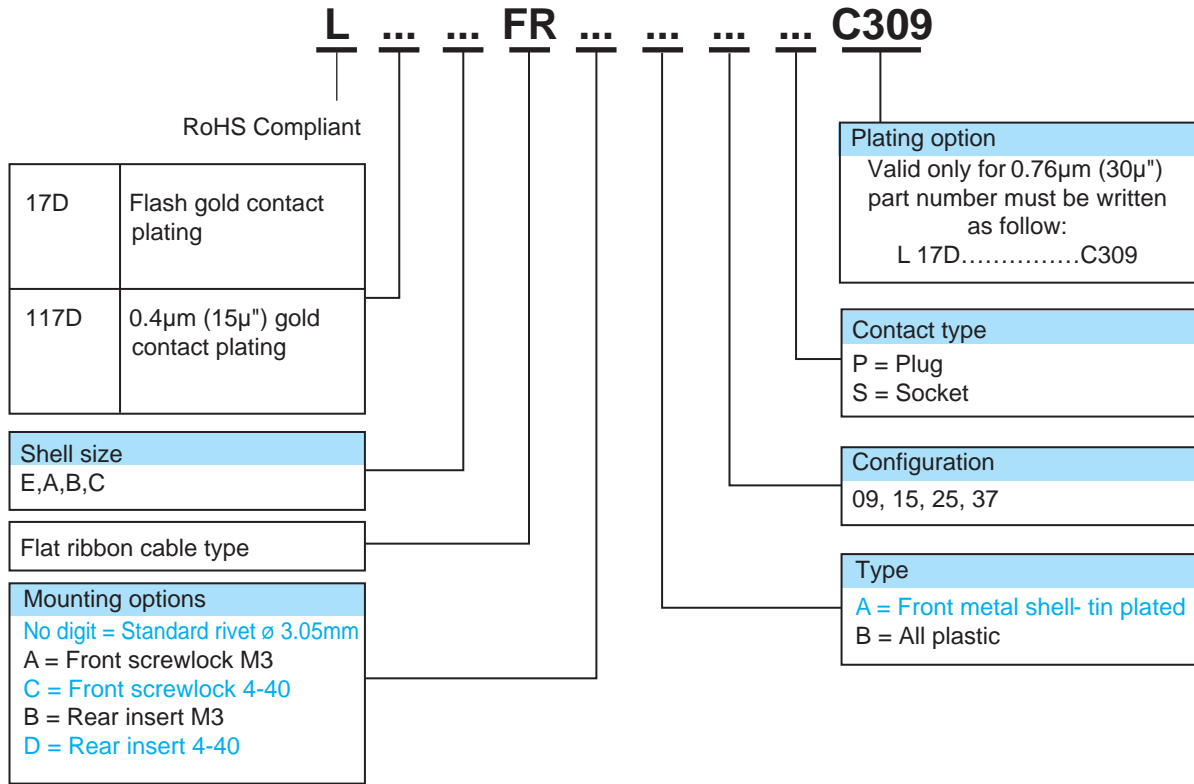 L ... ... FR ... ... ... ... C309
RoHS Compliant
17D Flash gold contact
plating
117D 0.4µm (15µ") gold
contact plating
Shell size
E,A,B,C
Flat ribbon cable type
Mounting options
No digit = Standard rivet ø 3.05mm
A = Front screwlock M3
C = Front screwlock 4-40
B = Rear insert M3
D = Rear insert 4-40
Plating option
Valid only for 0.76µm (30µ")
part number must be written
as follow:
L 17D...............C309
Contact type
P = Plug
S = Socket
Configuration
09, 15, 25, 37
Type
A = Front metal shell- tin plated
B = All plastic